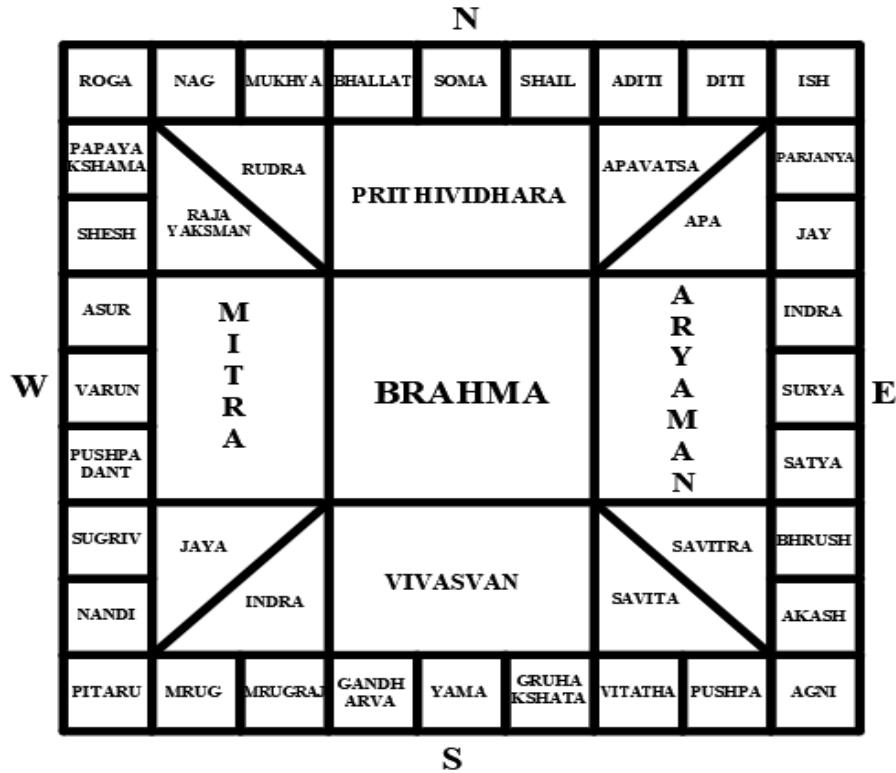 N
ROGA NAG MUKHYA BHALLAT SOMA SHAIL ADITI DITI ISH
PAPAYA
KSHAMA
RUDRA
RAJA
YAKSMAN
PRITHIVIDHARA
APAVATSA
APA
PARJANYA
SHESH
JAY
ASUR
MITRA
ARYAMAN
INDRA
W
VARUN
BRAHMA
SURYA
E
PUSHPA
DANT
SATYA
SUGRIV
JAYA
INDRA
VIVASVAN
SAVITRA
SAVITA
BHRUSH
NANDI
AKASH
PITARU MRUG MRUGRAJ
GANDH
ARVA
YAMA
GRUHA
KSHATA
VITATHA PUSHPA AGNI
S